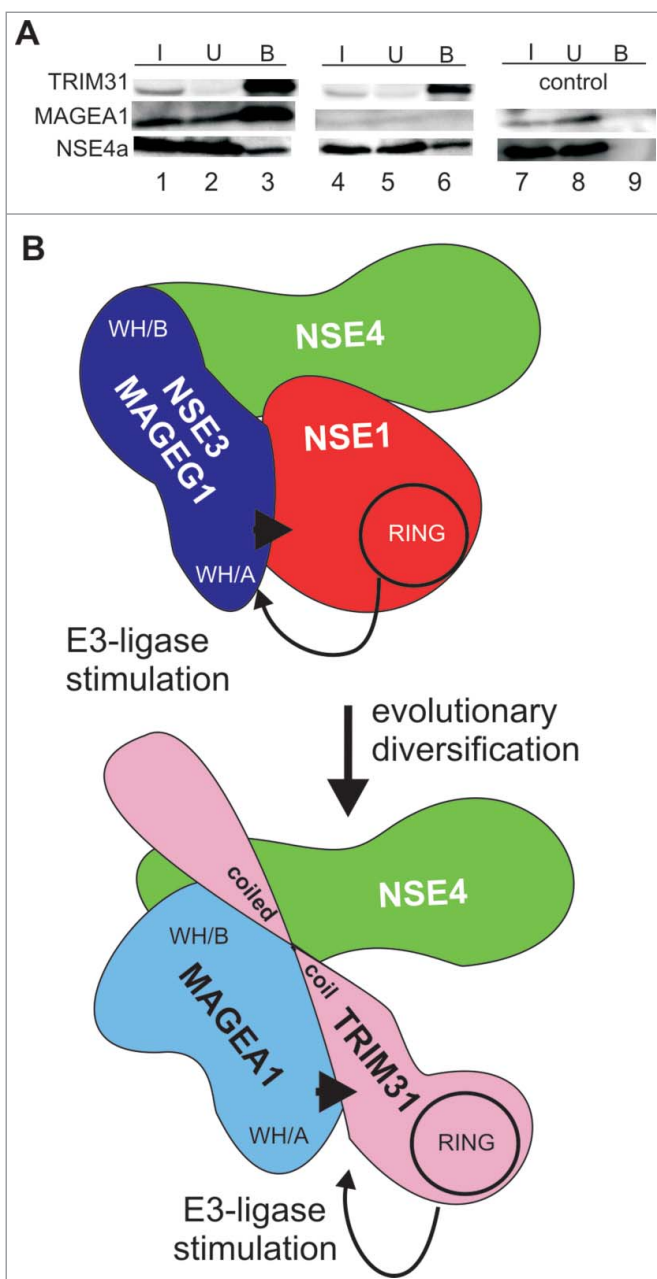 A
I U B I U B I U B
TRIM31 control
MAGEA1
NSE4a
1 2 3 4 5 6 7 8 9
B
WH/B
NSE4
NSE3
MAGEG1
NSE1
RING
WH/A
E3-ligase
stimulation
evolutionary
diversification
coiled
NSE4
WH/B
coil
MAGEA1
TRIM31
WH/A
RING
E3-ligase
stimulation